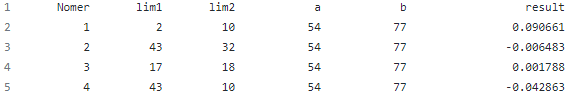 1 Nomer lim1 lim2 a b result
2 1 2 10 54 77 0.090661
3 2 43 32 54 77 -0.006483
4 3 17 18 54 77 0.001788
5 4 43 10 54 77 -0.042863